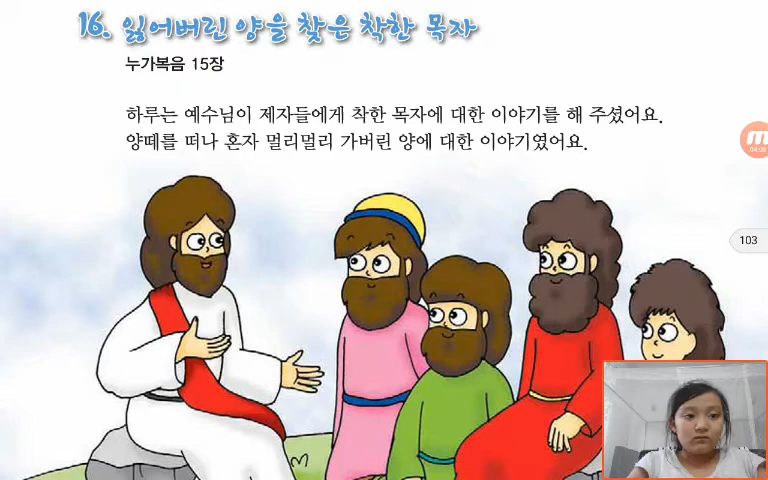 16. 잃어버린 양을 찾은 착한 목자
누가복음 15장
하루는 예수님이 제자들에게 착한 목자에 대한 이야기를 해 주셨어요.
양떼를 떠나 혼자 멀리멀리 가버린 양에 대한 이야기였어요.
04:08
103